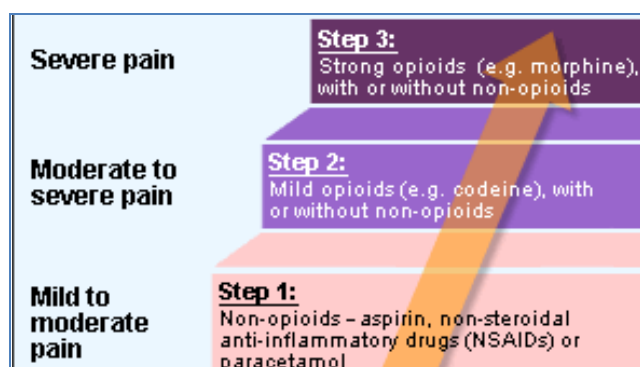 Severe pain
Step 3:
Strong opioids (e.g. morphine),
with or without non-opioids
Moderate to
severe pain
Step 2:
Mild opioids (e.g. codeine), with
or without non-opioids
Mild to
moderate
pain
Step 1:
Non-opioids – aspirin, non-steroidal
anti-inflammatory drugs (NSAIDs) or
paracetamol